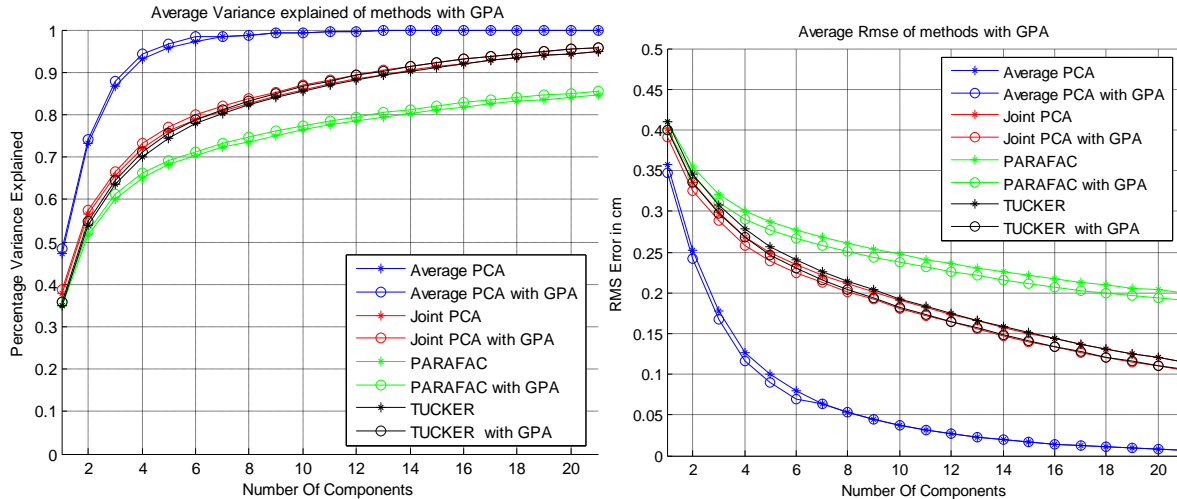 Average Variance explained of methods with GPA
Percentage Variance Explained
1
0.9
0.8
0.7
0.6
0.5
0.4
0.3
0.2
0.1
0
2 4 6 8 10 12 14 16 18 20
Number Of Components
Average PCA
Average PCA with GPA
Joint PCA
Joint PCA with GPA
PARAFAC
PARAFAC with GPA
TUCKER
TUCKER with GPA
Average Rmse of methods with GPA
RMS Error in cm
0.5
0.45
0.4
0.35
0.3
0.25
0.2
0.15
0.1
0.05
0
2 4 6 8 10 12 14 16 18 20
Number Of Components
Average PCA
Average PCA with GPA
Joint PCA
Joint PCA with GPA
PARAFAC
PARAFAC with GPA
TUCKER
TUCKER with GPA